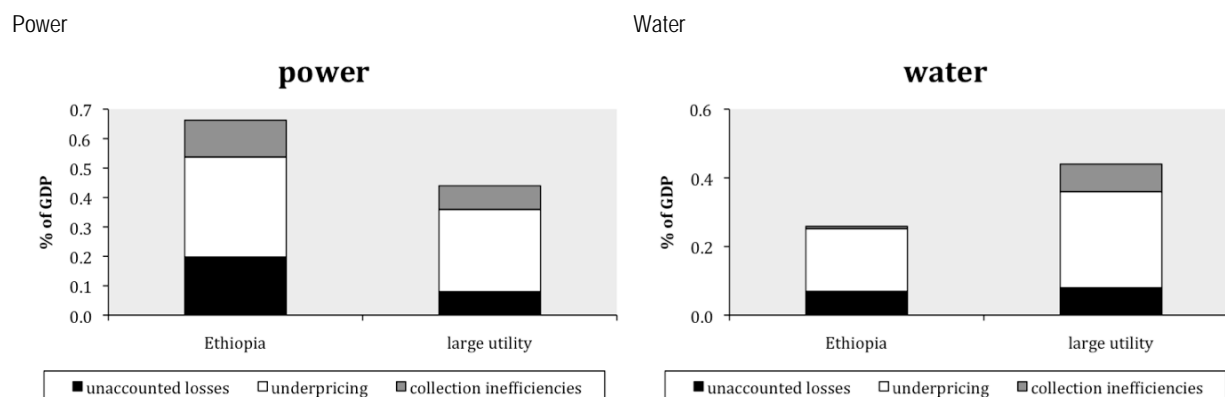 Power
Water
power
% of GDP
0.7
0.6
0.5
0.4
0.3
0.2
0.1
0.0
Ethiopia
large utility
■ unaccounted losses □ underpricing ■ collection inefficiencies
water
% of GDP
0.6
0.4
0.2
0.0
Ethiopia
large utility
■ unaccounted losses □ underpricing ■ collection inefficiencies